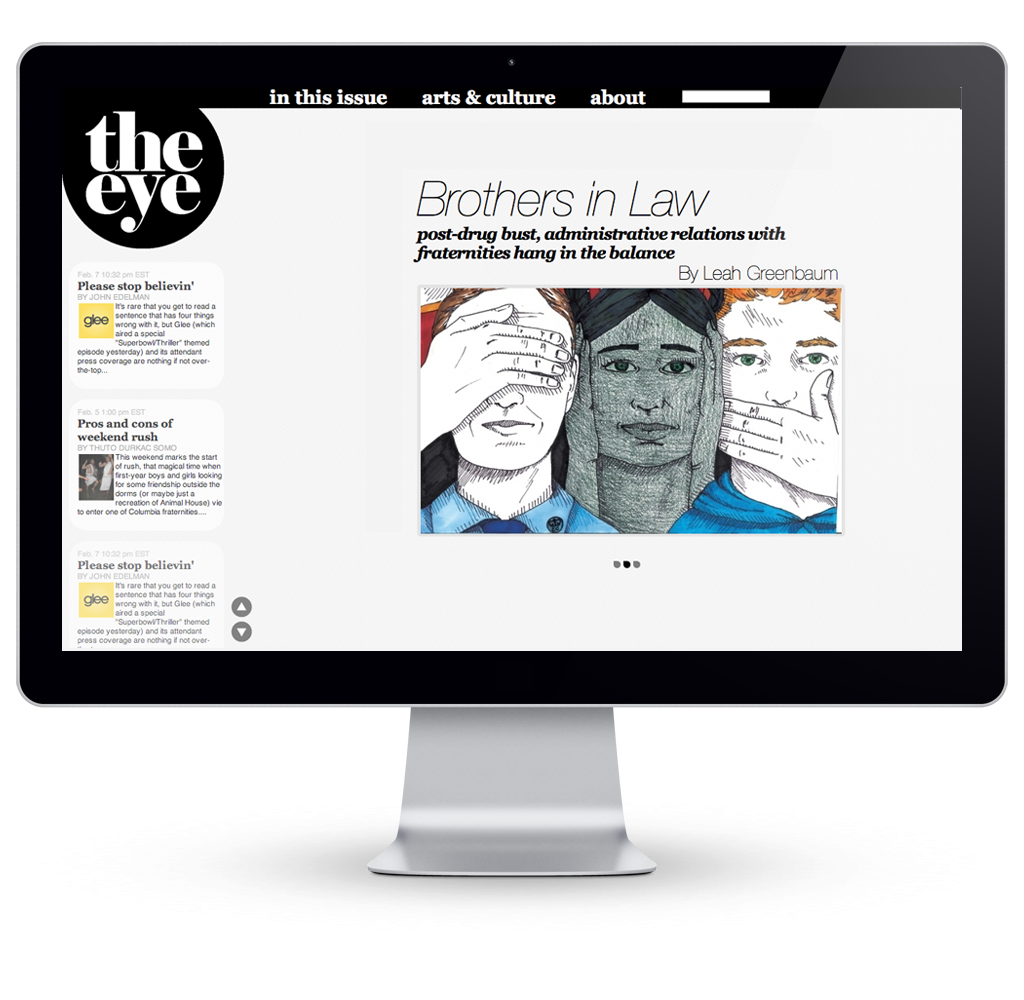 in this issue
arts & culture
about
the
eye
Feb. 7 10:32 pm EST
Please stop believin'
BY JOHN EDELMAN
glee
It's rare that you get to read a
sentence that has four things
wrong with it, but Glee (which
aired a special
"Superbowl/Thriller" themed
episode yesterday) and its attendant
press coverage are nothing if not over-
the-top...
Feb. 5 1:00 pm EST
Pros and cons of
weekend rush
BY THUTO DURKAC SOMO
This weekend marks the start
of rush, that magical time when
first-year boys and girls looking
for some friendship outside the
dorms (or maybe just a
recreation of Animal House) vie
to enter one of Columbia fraternities....
Feb. 7 10:32 pm EST
Please stop believin'
BY JOHN EDELMAN
glee
It's rare that you get to read a
sentence that has four things
wrong with it, but Glee (which
aired a special
"Superbowl/Thriller" themed
episode yesterday) and its attendant
press coverage are nothing if not over-
Brothers in Law
post-drug bust, administrative relations with
fraternities hang in the balance
By Leah Greenbaum